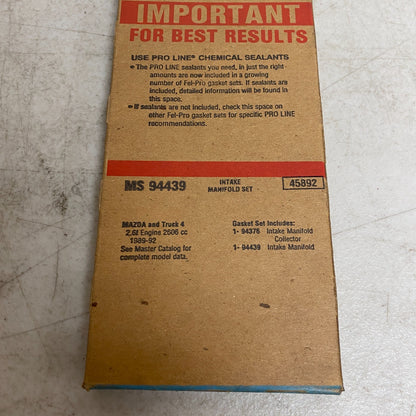 IMPORTANT
FOR BEST RESULTS
USE PRO LINE® CHEMICAL SEALANTS
• The PRO LINE sealants you need, in just the right
amounts are now included in a growing
number of Fel-Pro gasket sets. If sealants are
included, detailed information will be found in
this space.
• If sealants are not included, check this space on
other Fel-Pro gasket sets for specific PRO LINE
recommendations.
MS 94439 INTAKE MANIFOLD SET 45892
MAZDA and Truck 4
2.6l Engine 2606 cc
1989-92
See Master Catalog for
complete model data.
Gasket Set Includes:
1- 94376 Intake Manifold
Collector
1- 94439 Intake Manifold